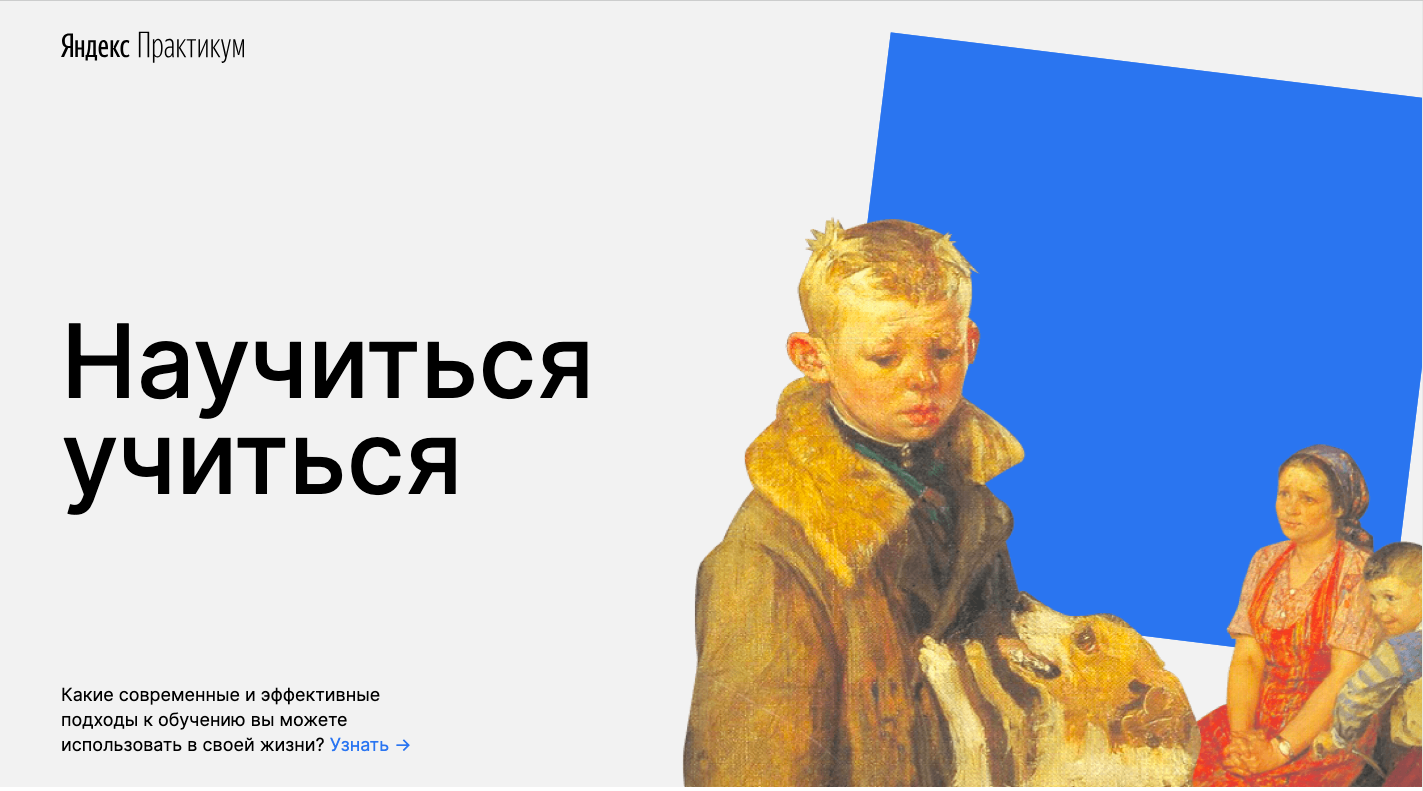 Яндекс Практикум
Научиться
учиться
Какие современные и эффективные
подходы к обучению вы можете
использовать в своей жизни? Узнать →